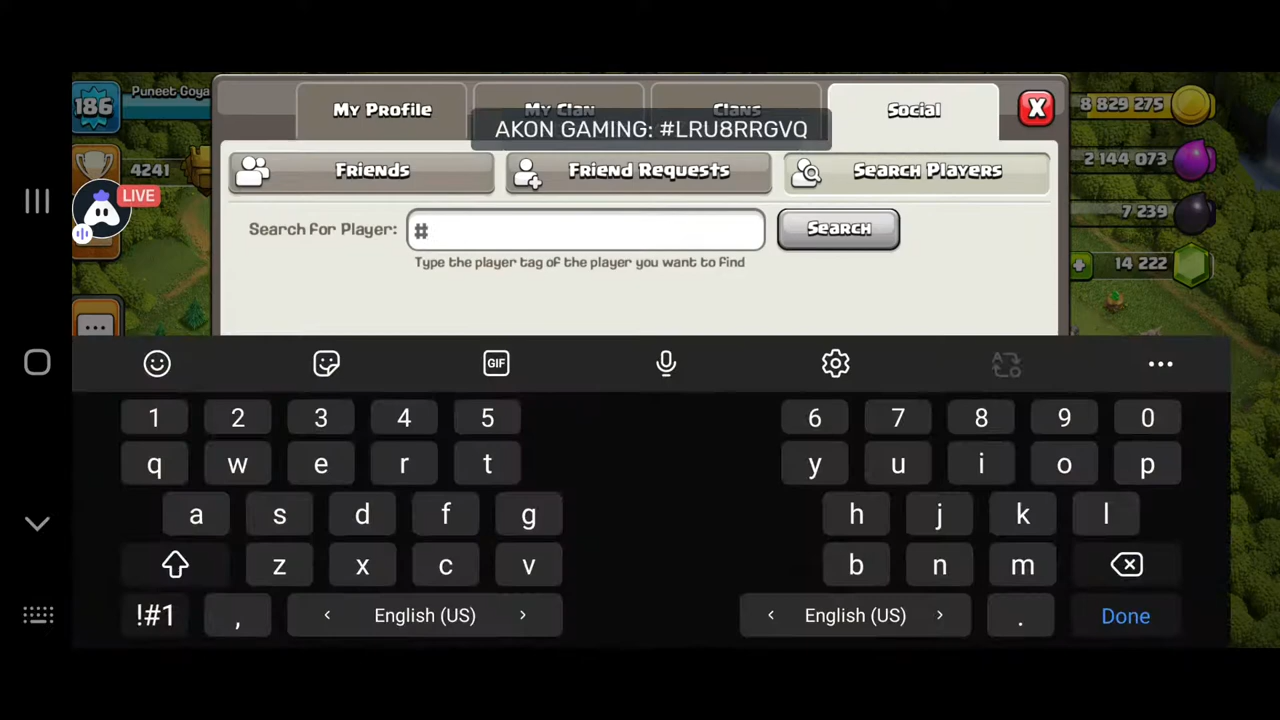 186
Puneet Goya
4241
LIVE
My Profile
My Clan
Clans
Social
X
AKON GAMING: #LRU8RRGVQ
8 829 275
2 144 073
7 239
14 222
Friends
Friend Requests
Search Players
Search for Player:
#
Search
Type the player tag of the player you want to find
GIF
1 2 3 4 5 6 7 8 9 0
q w e r t y u i o p
a s d f g h j k l
z x c v b n m
!#1 , < English (US) > < English (US) > . Done